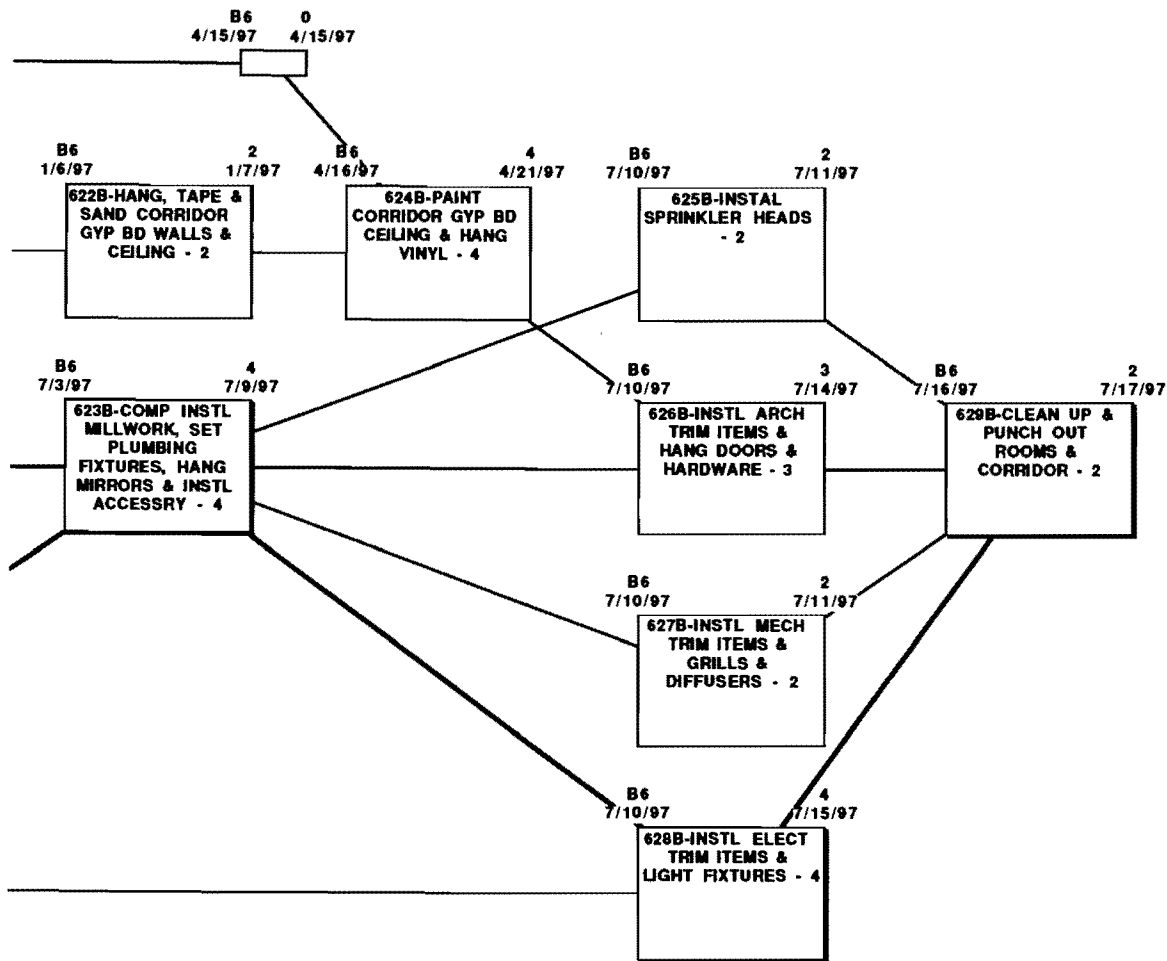 B6 0
4/15/97 4/15/97
B6 2
1/6/97 1/7/97
622B-HANG, TAPE &
SAND CORRIDOR
GYP BD WALLS &
CEILING - 2
B6 4
4/16/97 4/21/97
624B-PAINT
CORRIDOR GYP BD
CEILING & HANG
VINYL - 4
B6 2
7/10/97 7/11/97
625B-INSTAL
SPRINKLER HEADS
- 2
B6 4
7/3/97 7/9/97
623B-COMP INSTL
MILLWORK, SET
PLUMBING
FIXTURES, HANG
MIRRORS & INSTL
ACCESSRY - 4
B6 3
7/10/97 7/14/97
626B-INSTL ARCH
TRIM ITEMS &
HANG DOORS &
HARDWARE - 3
B6 2
7/16/97 7/17/97
629B-CLEAN UP &
PUNCH OUT
ROOMS &
CORRIDOR - 2
B6 2
7/10/97 7/11/97
627B-INSTL MECH
TRIM ITEMS &
GRILLS &
DIFFUSERS - 2
B6 4
7/10/97 7/15/97
628B-INSTL ELECT
TRIM ITEMS &
LIGHT FIXTURES - 4